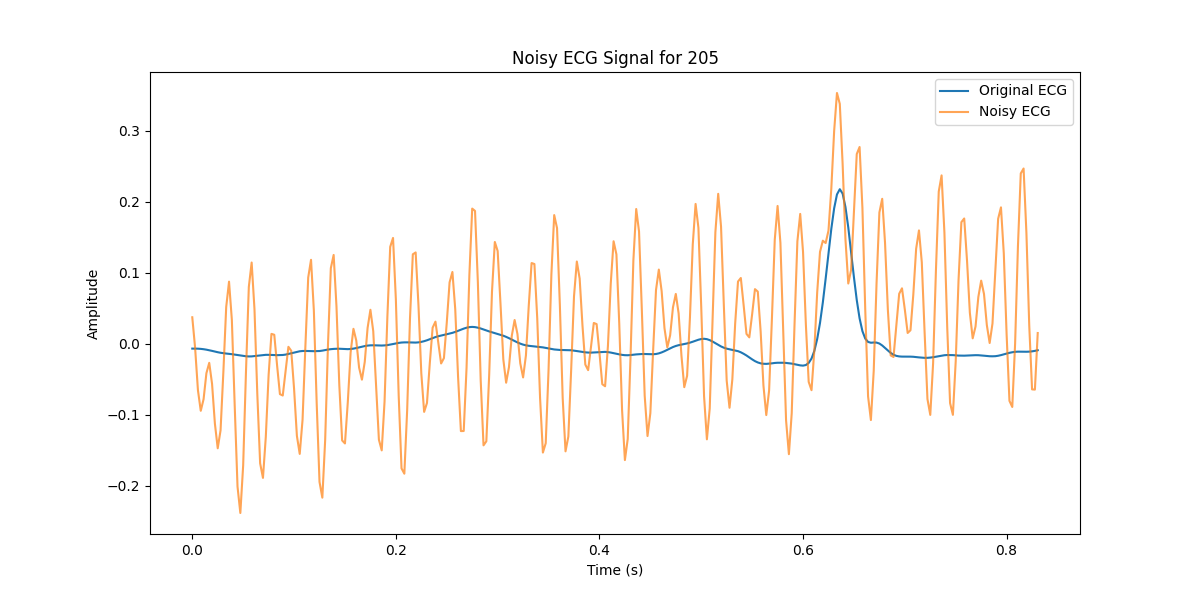 Noisy ECG Signal for 205
Original ECG
Noisy ECG
Amplitude
0.3
0.2
0.1
0.0
−0.1
−0.2
0.0 0.2 0.4 0.6 0.8
Time (s)